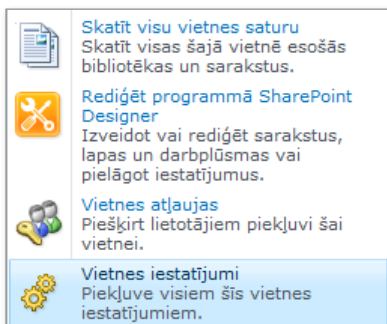 Skatīt visu vietnes saturu
Skatīt visas šajā vietnē esošās
bibliotēkas un sarakstus.
Rediģēt programmā SharePoint
Designer
Izveidot vai rediģēt sarakstus,
lapas un darbplūsmas vai
pielāgot iestatījumus.
Vietnes atļaujas
Piešķirt lietotājiem piekļuvi šai
vietnei.
Vietnes iestatījumi
Piekļuve visiem šīs vietnes
iestatījumiem.